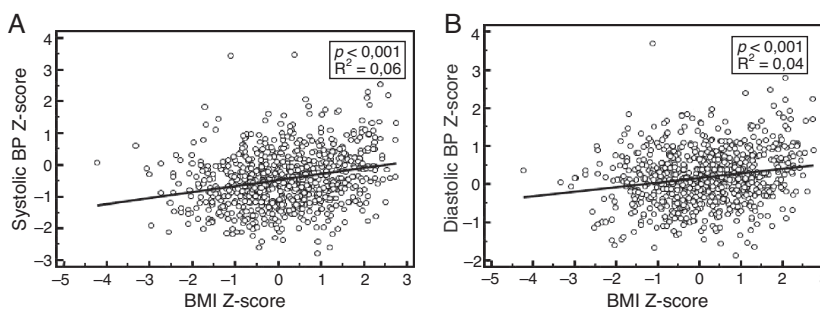 A
Systolic BP Z-score
4
3
2
1
0
–1
–2
–3
p < 0,001
R² = 0,06
–5 –4 –3 –2 –1 0 1 2 3
BMI Z-score
B
Diastolic BP Z-score
4
3
2
1
0
–1
–2
p < 0,001
R² = 0,04
–5 –4 –3 –2 –1 0 1 2
BMI Z-score